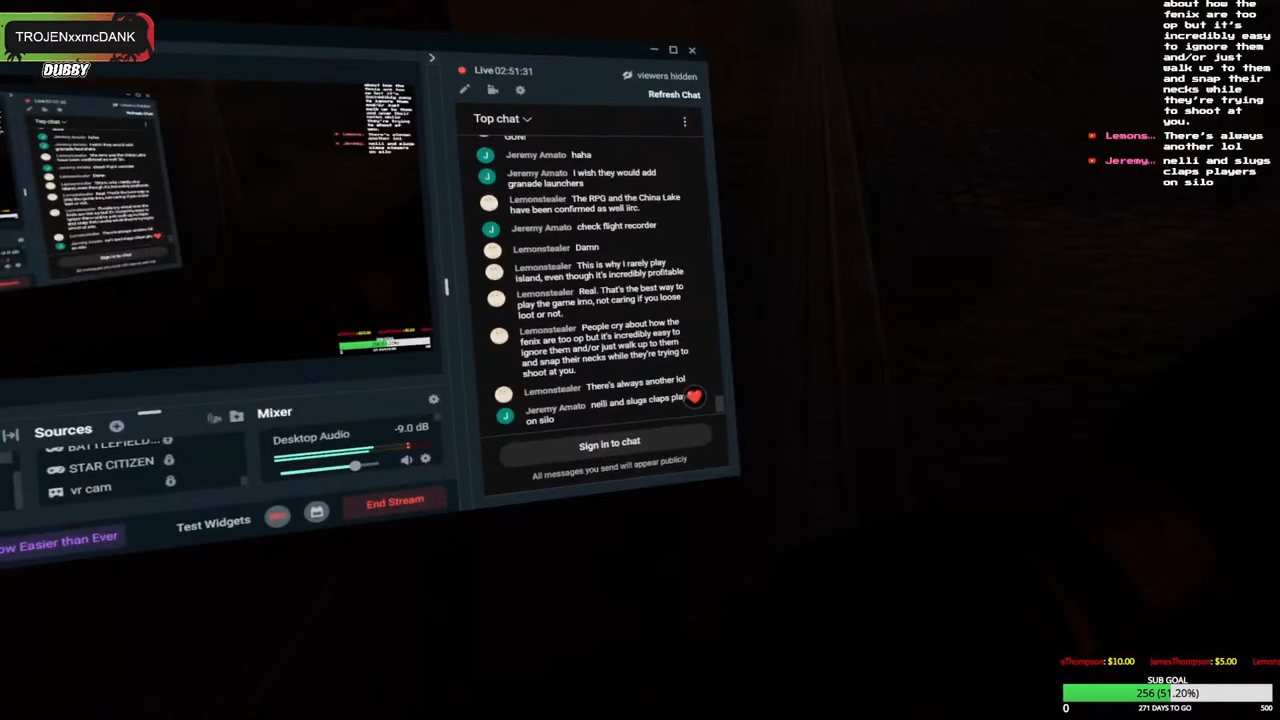 TROJENxxmcDANK
DUBBY
Live 02:51:31
viewers hidden
Refresh Chat
Top chat
GON!
Jeremy Amato haha
Jeremy Amato I wish they would add
granade launchers
Lemonstealer The RPG and the China Lake
have been confirmed as well iirc.
Jeremy Amato check flight recorder
Lemonstealer Damn
Lemonstealer This is why I rarely play
island, even though it's incredibly profitable
Lemonstealer Real. That's the best way to
play the game imo, not caring if you loose
loot or not.
Lemonstealer People cry about how the
fenix are too op but it's incredibly easy to
ignore them and/or just walk up to them
and snap their necks while they're trying to
shoot at you.
Lemonstealer There's always another lol
Jeremy Amato nelli and slugs claps pla
on silo
Sign in to chat
All messages you send will appear publicly
Sources
BATTLEFIELD...
STAR CITIZEN
vr cam
Mixer
Desktop Audio
-9.0 dB
ow Easier than Ever
Test Widgets
REC
End Stream
about how the
fenix are too
op but it's
incredibly easy
to ignore them
and/or just
walk up to them
and snap their
necks while
they're trying
to shoot at
you.
Lemons... There's always
another lol
Jeremy... nelli and slugs
claps players
on silo
sThompson: $10.00
JamesThompson: $5.00
Lemons
SUB GOAL
256 (51.20%)
0
271 DAYS TO GO
500